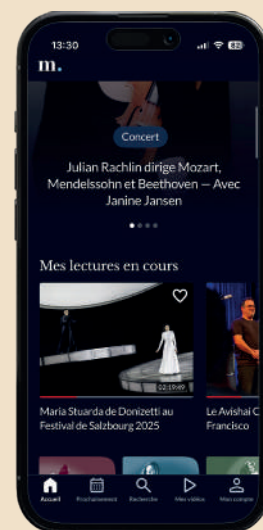 13:30
82
m.
Concert
Julian Rachlin dirige Mozart,
Mendelssohn et Beethoven — Avec
Janine Jansen
Mes lectures en cours
02:19:49
Maria Stuarda de Donizetti au
Festival de Salzbourg 2025
Le Avishai C
Francisco
Accueil
Prochainement
Recherche
Mes vidéos
Mon compte